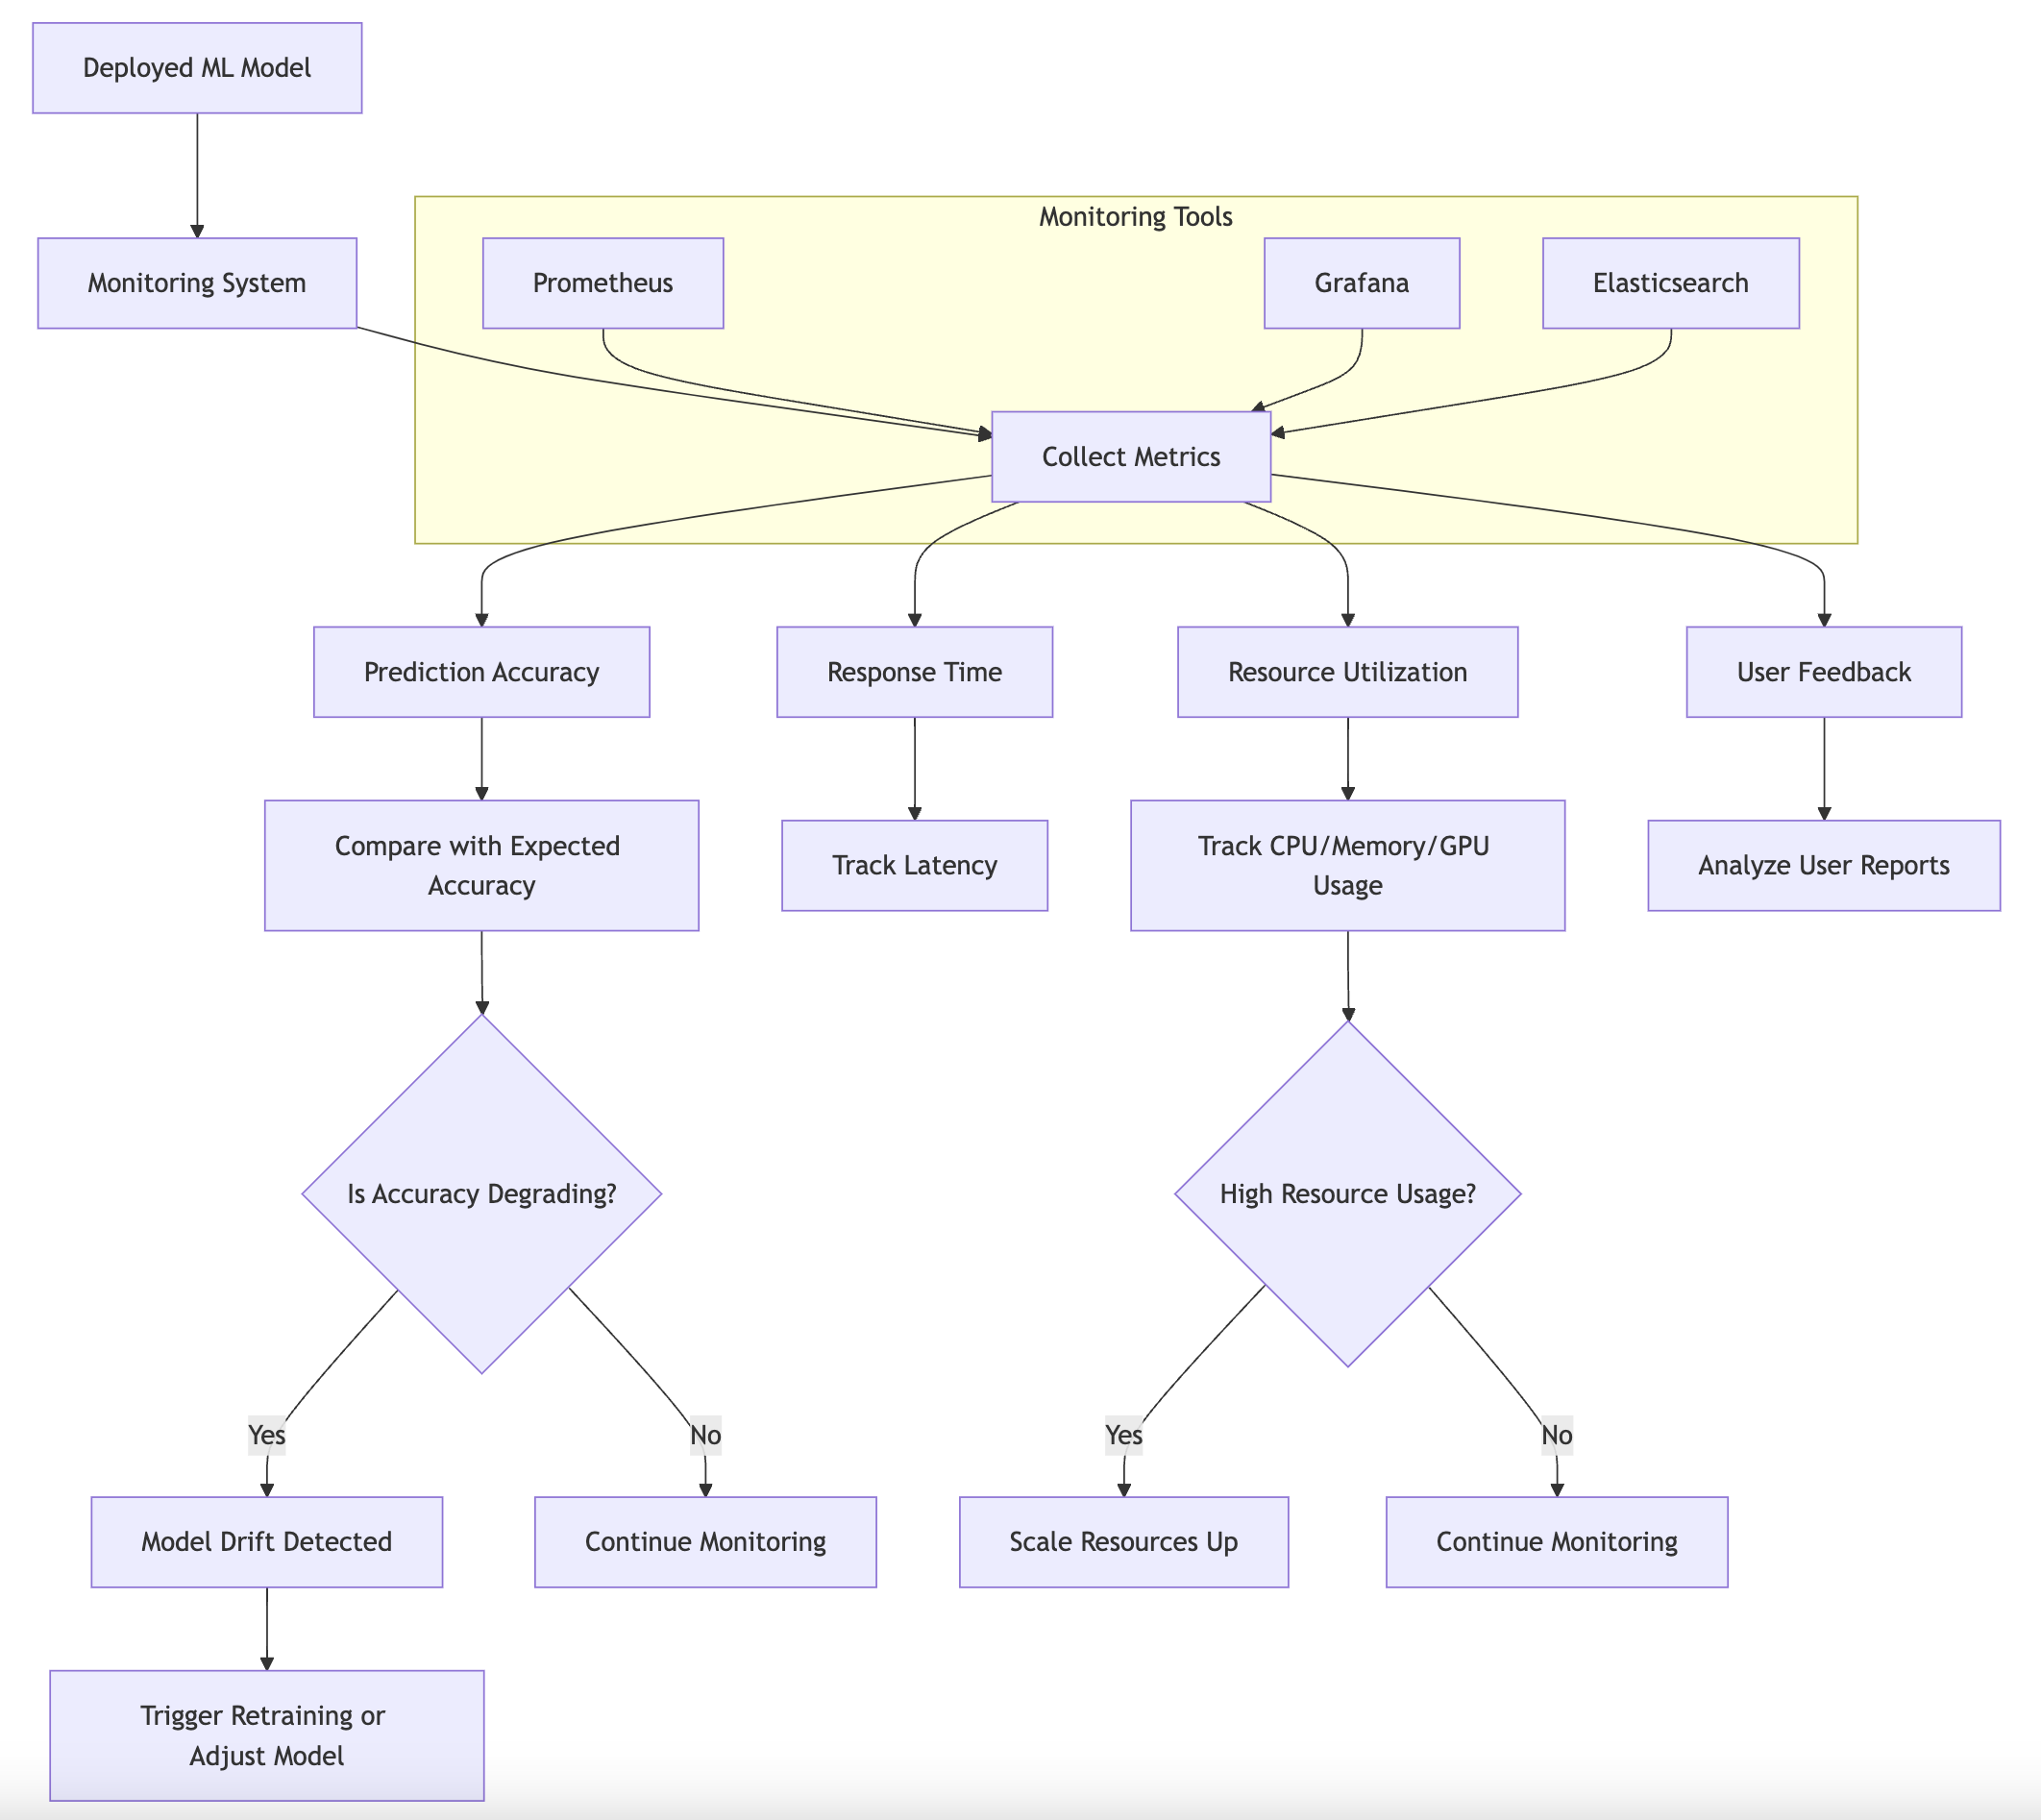 Deployed ML Model
Monitoring Tools
Monitoring System
Prometheus
Grafana
Elasticsearch
Collect Metrics
Prediction Accuracy
Response Time
Resource Utilization
User Feedback
Compare with Expected
Accuracy
Track Latency
Track CPU/Memory/GPU
Usage
Analyze User Reports
Is Accuracy Degrading?
High Resource Usage?
Yes
No
Yes
No
Model Drift Detected
Continue Monitoring
Scale Resources Up
Continue Monitoring
Trigger Retraining or
Adjust Model